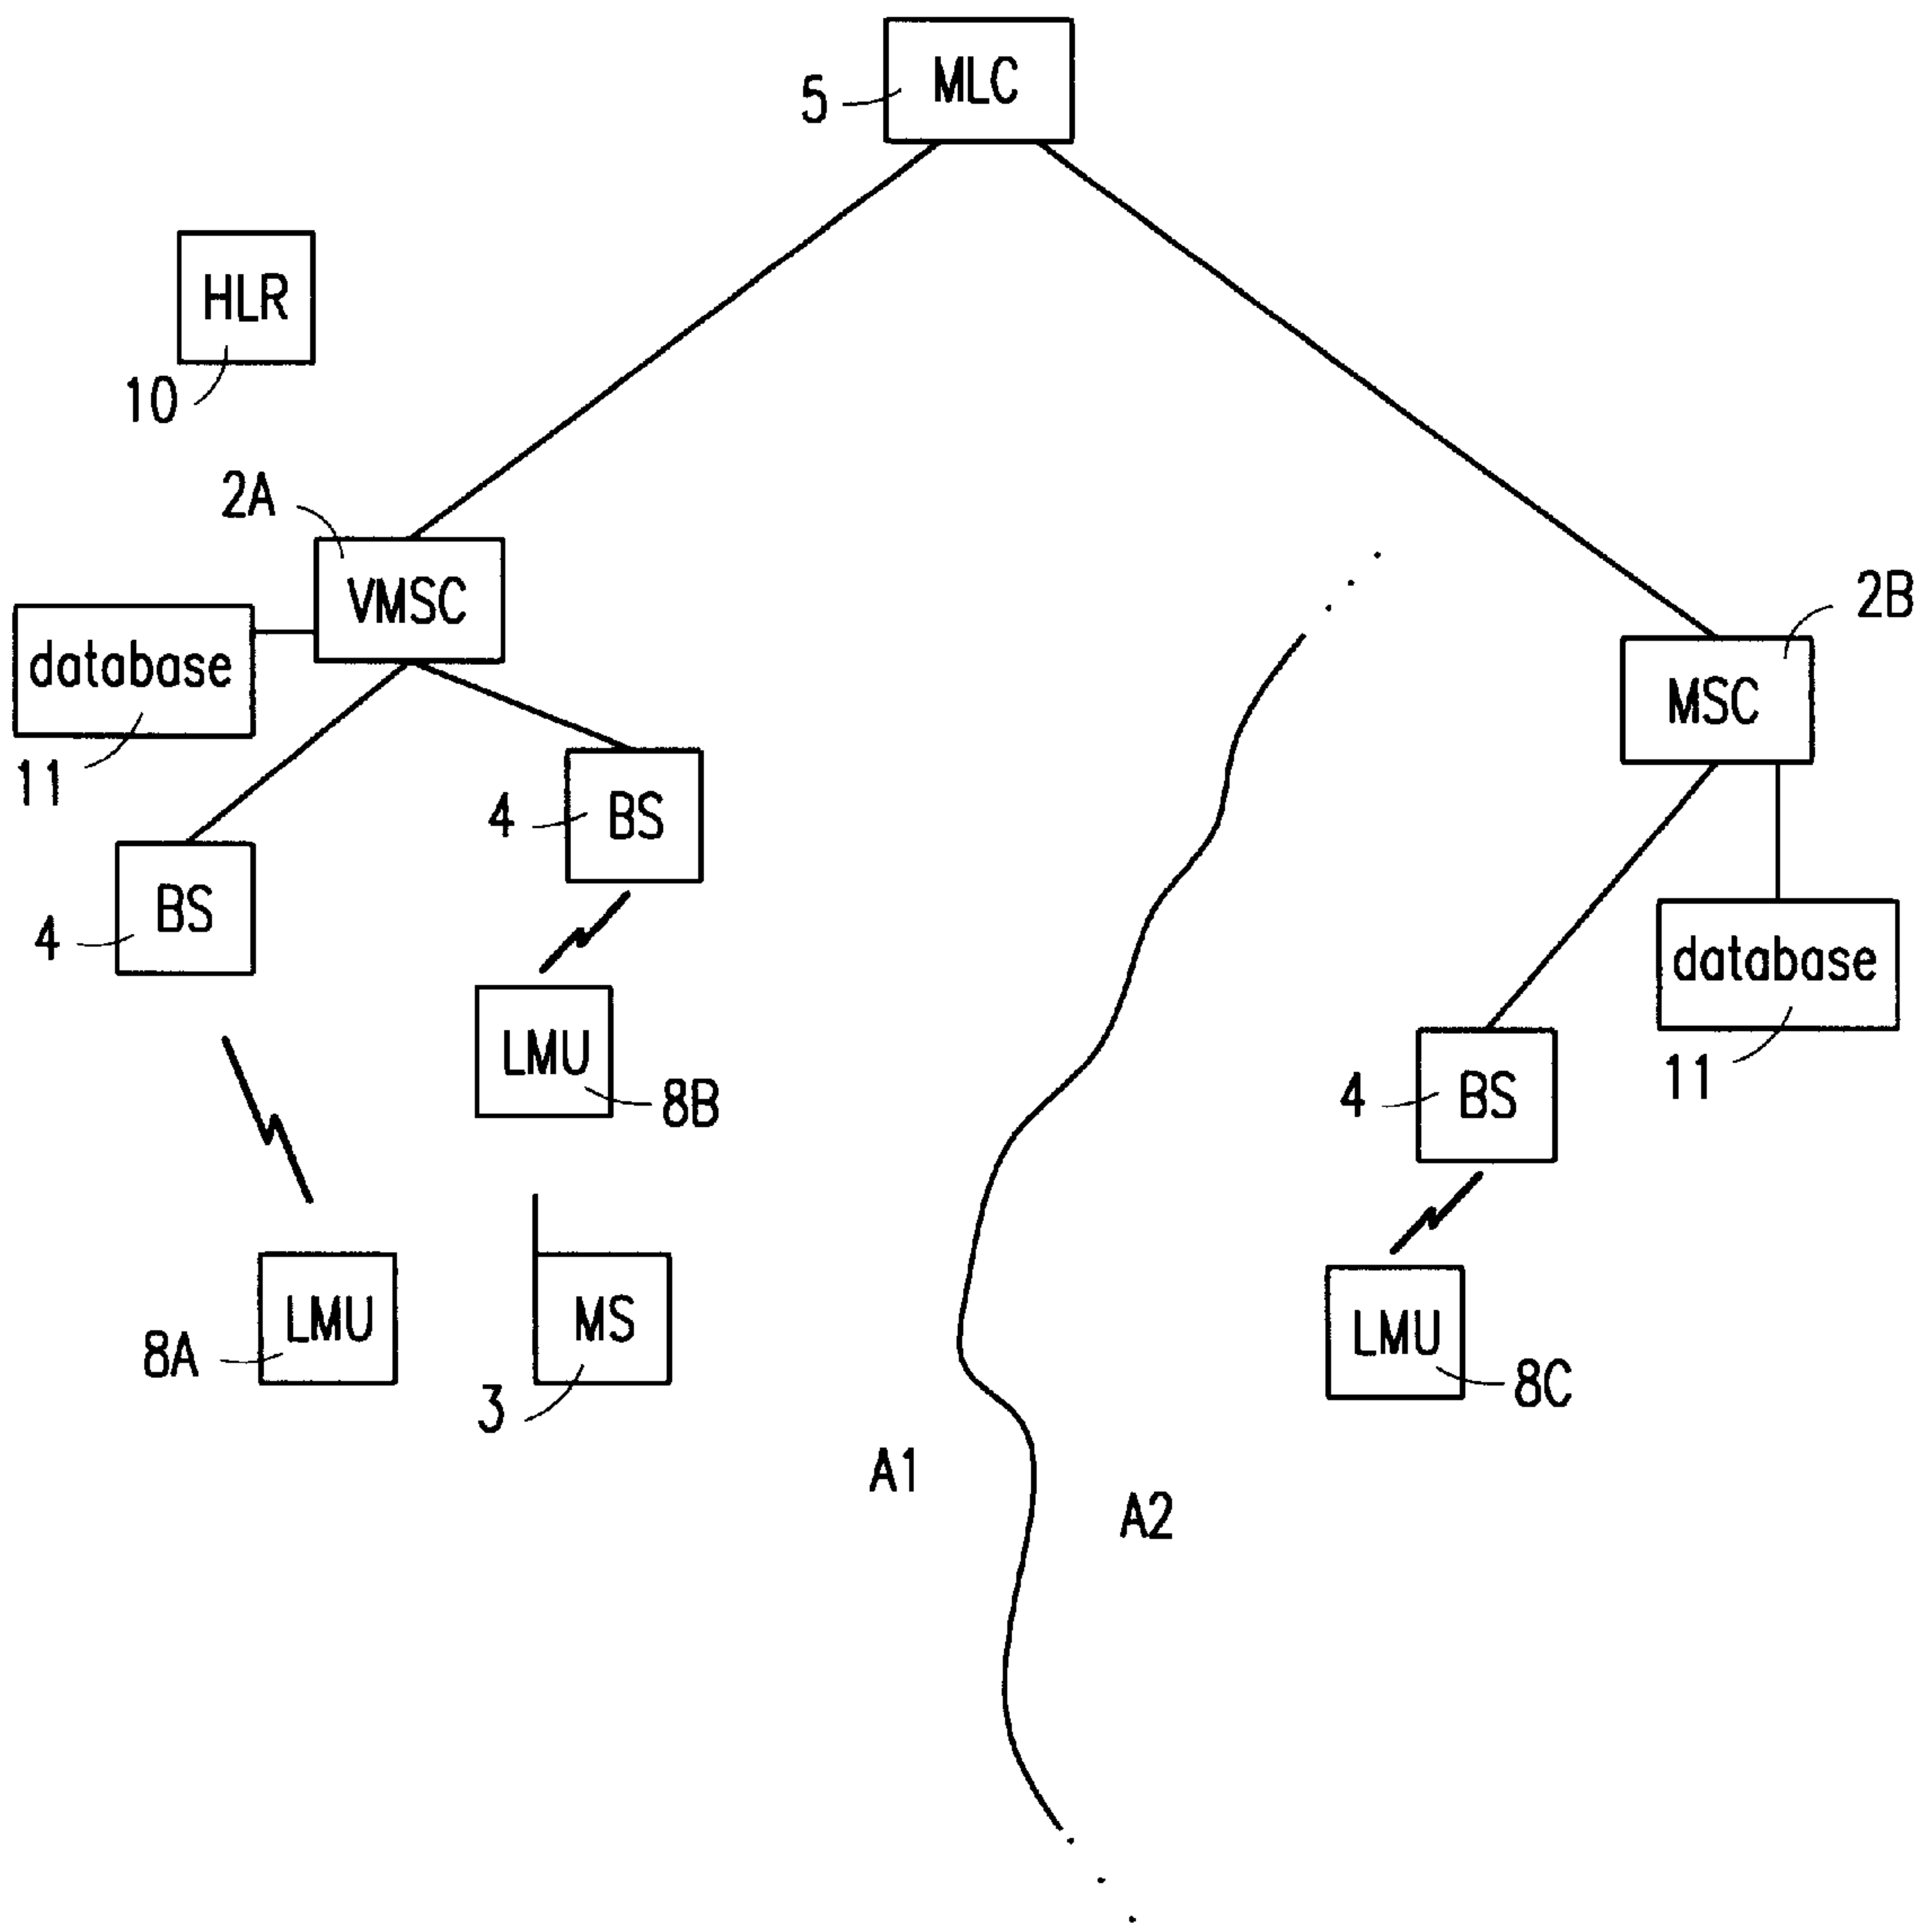 MLC
5
HLR
10
2A
VMSC
database
11
2B
MSC
4
BS
4
BS
database
11
LMU
8B
4
BS
8A
LMU
3
MS
LMU
8C
A1
A2